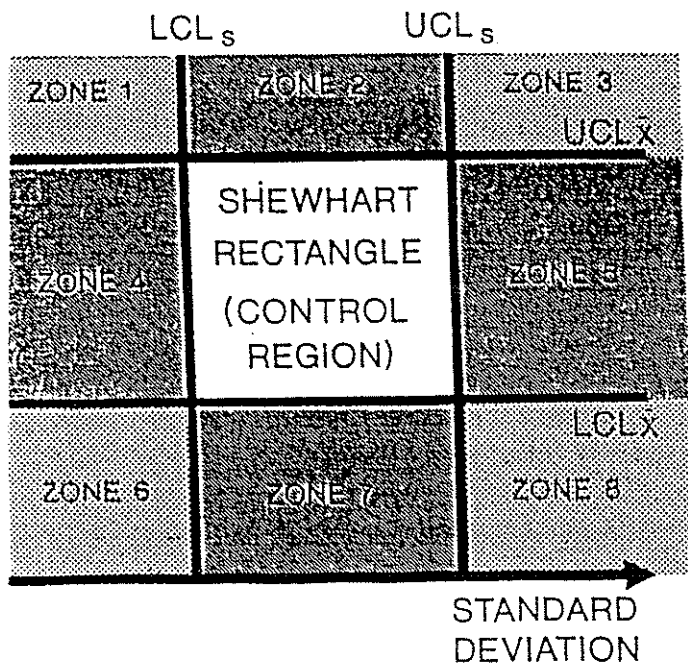 LCL s UCL s
ZONE 1 ZONE 2 ZONE 3
UCLx̄
SHEWHART
RECTANGLE
(CONTROL
REGION)
ZONE 4 ZONE 5
LCLx̄
ZONE 6 ZONE 7 ZONE 8
STANDARD
DEVIATION